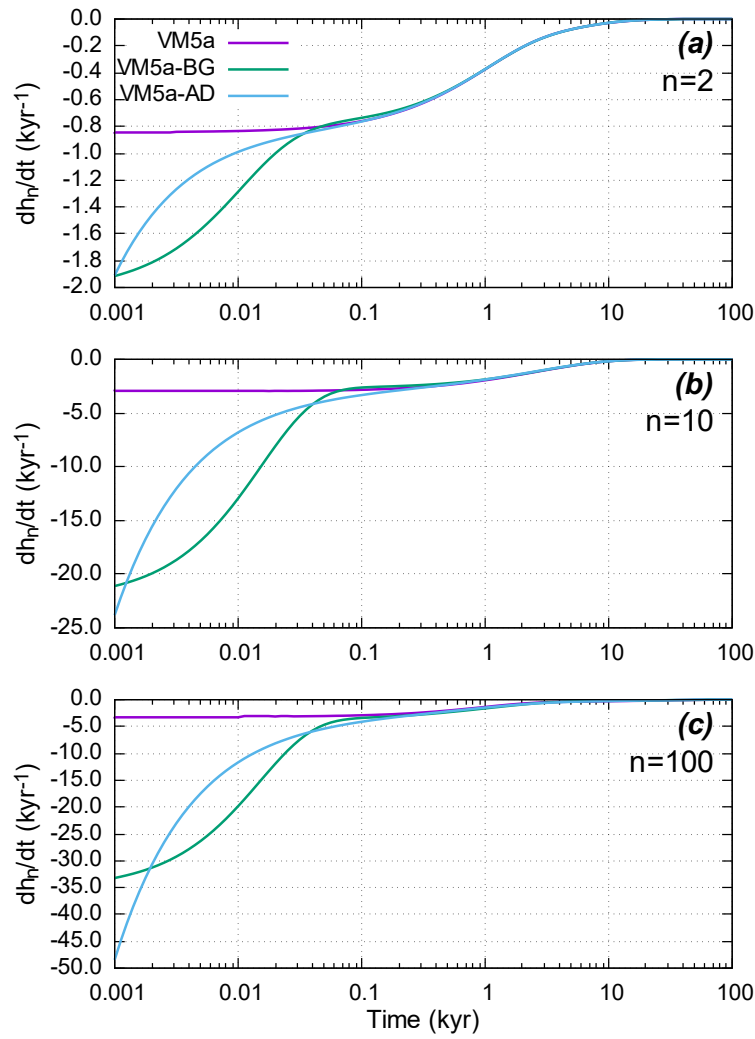 0.0
-0.2
-0.4
-0.6
-0.8
-1.0
-1.2
-1.4
-1.6
-1.8
-2.0
dhn/dt (kyr-1)
VM5a
VM5a-BG
VM5a-AD
(a)
n=2
0.001 0.01 0.1 1 10 100
0.0
-5.0
-10.0
-15.0
-20.0
-25.0
dhn/dt (kyr-1)
(b)
n=10
0.001 0.01 0.1 1 10 100
0.0
-5.0
-10.0
-15.0
-20.0
-25.0
-30.0
-35.0
-40.0
-45.0
-50.0
dhn/dt (kyr-1)
(c)
n=100
0.001 0.01 0.1 1 10 100
Time (kyr)